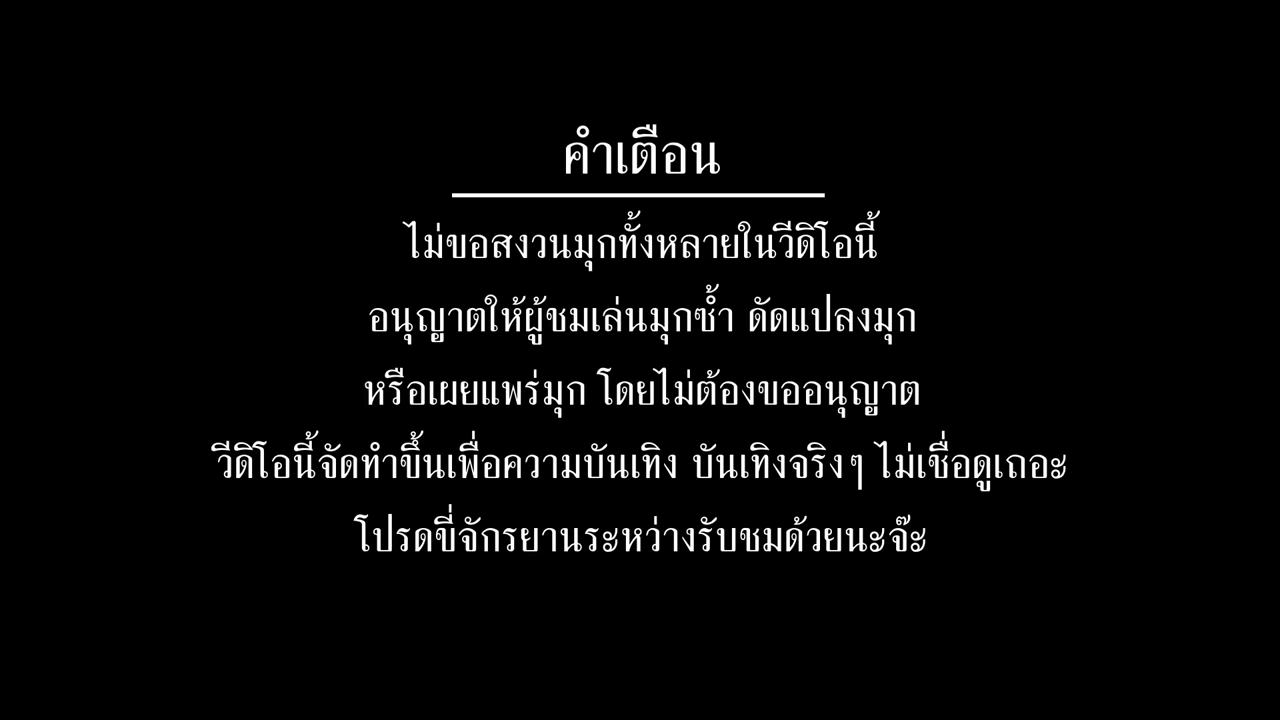 คำเตือน
ไม่ขอสงวนมุกทั้งหลายในวีดิโอนี้
อนุญาตให้ผู้ชมเล่นมุกซ้ำ ดัดแปลงมุก
หรือเผยแพร่มุก โดยไม่ต้องขออนุญาต
วีดิโอนี้จัดทำขึ้นเพื่อความบันเทิง บันเทิงจริงๆ ไม่เชื่อดูเถอะ
โปรดขี่จักรยานระหว่างรับชมด้วยนะจ๊ะ